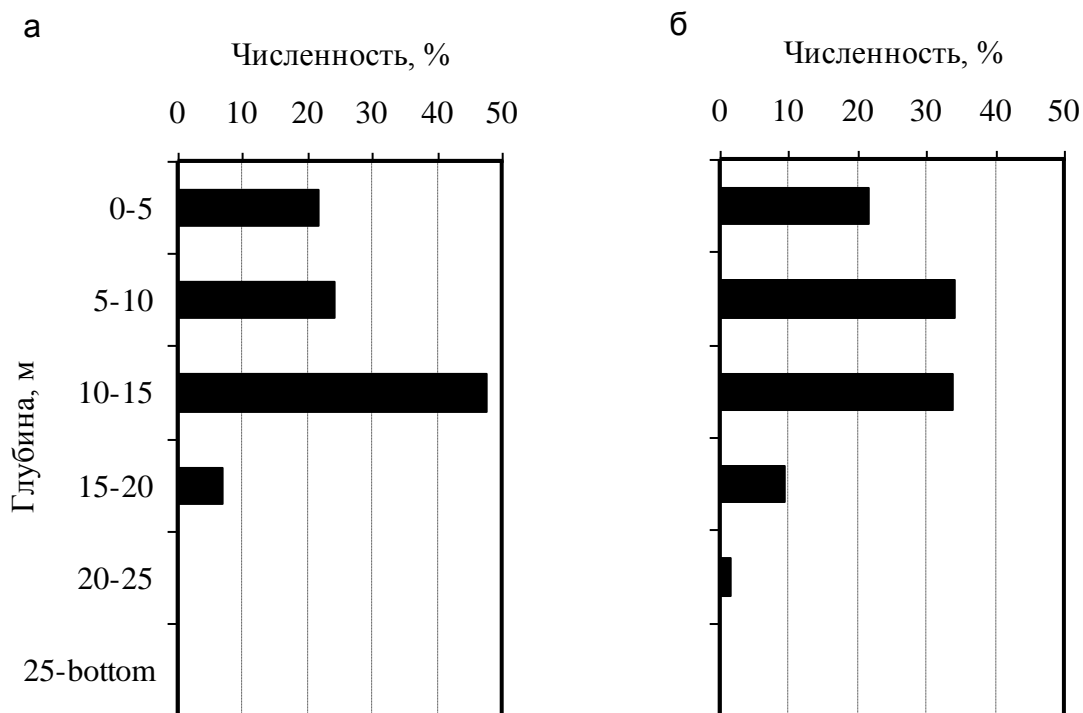 а
Численность, %
0 10 20 30 40 50
0-5
5-10
10-15
15-20
20-25
25-bottom
Глубина, м
б
Численность, %
0 10 20 30 40 50